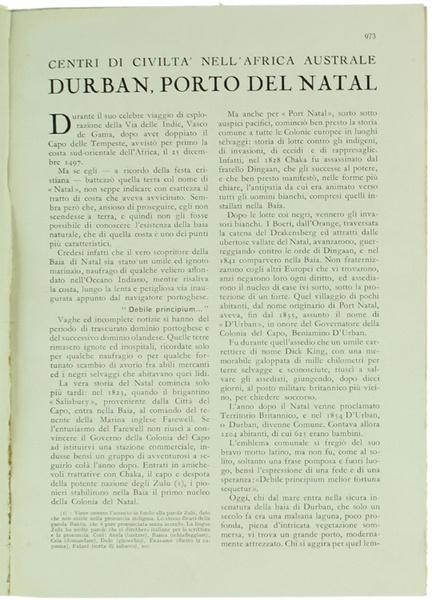 973
CENTRI DI CIVILTA' NELL'AFRICA AUSTRALE
DURBAN, PORTO DEL NATAL
Durante il suo celebre viaggio di esplo-
razione della Via delle Indie, Vasco
de Gama, dopo aver doppiato il
Capo delle Tempeste, avvistò per primo la
costa sud-orientale dell'Africa, il 25 dicem-
bre 1497.
Ma se egli — a ricordo della festa cri-
stiana — battezzò quella terra col nome di
« Natal », non seppe indicare con esattezza il
tratto di costa che aveva avvicinato. Sem-
bra però che, ansioso di proseguire, egli non
scendesse a terra, e quindi non gli fosse
possibile di conoscere l'esistenza della baia
naturale, che di quella costa è uno dei punti
più caratteristici.
Credesi infatti che il vero scopritore della
Baia di Natal sia stato un umile ed ignoto
marinaio, naufrago di qualche veliero affon-
dato nell'Oceano Indiano, mentre risaliva
la costa, lungo la lenta e perigliosa via inau-
gurata appunto dal navigatore portoghese.
"Debile principium..."
Vaghe ed incomplete notizie si hanno del
periodo di trascurato dominio portoghese e
del successivo dominio olandese. Quelle terre
rimasero ignote ed inospitali, ricordate solo
per qualche naufragio o per qualche for-
tunato scambio di avorio fra abili mercanti
ed i negri selvaggi che abitavano quei lidi.
La vera storia del Natal comincia solo
più tardi: nel 1823, quando il brigantino
« Salisbury », proveniente dalla Città del
Capo, entra nella Baia, al comando del te-
nente della Marina inglese Farewell. Se
l'entusiasmo del Farewell non riuscì a con-
vincere il Governo della Colonia del Capo
ad istituirvi una stazione commerciale, in-
dusse bensì un gruppo di avventurosi a se-
guirlo colà l'anno dopo. Entrati in amiche-
voli trattative con Chaka, il despota e capo
della potente nazione degli Zulu (1), i pio-
nieri stabilirono nella Baia il primo nucleo
della Colonia del Natal.
Ma anche per « Port Natal », sorto sotto
auspici pacifici, cominciò ben presto la storia
comune a tutte le Colonie europee in luoghi
selvaggi: storia di lotte contro gli indigeni,
di invasioni, di eccidi e di rappresaglie.
Infatti, nel 1828 Chaka fu assassinato dal
fratello Dingaan, che gli successe al potere,
e che ben presto manifestò, nelle forme più
chiare, l'antipatia da cui era animato verso
tutti gli uomini bianchi, compresi quelli in-
stallati nella Baia.
Dopo le lotte coi negri, vennero gli inva-
sori bianchi. I Boeri, dall'Orange, traversata
la catena del Drakensberg ed attratti dalle
ubertose vallate del Natal, avanzarono, guer-
reggiando contro le orde di Dingaan, e nel
1842 comparvero nella Baia. Non fraterniz-
zarono cogli altri Europei che vi trovarono,
anzi negarono loro ogni diritto, ed assedia-
rono il nucleo di case ivi sorto, sotto la pro-
tezione di un forte. Quel villaggio di pochi
abitanti, dal nome originario di Port Natal,
aveva, fin dal 1835, assunto il nome di
« D'Urban », in onore del Governatore della
Colonia del Capo, Beniamino D'Urban.
Fu durante quell'assedio che un umile car-
rettiere di nome Dick King, con una me-
morabile galoppata di mille chilometri per
terre selvagge e sconosciute, riuscì a sal-
vare gli assediati, giungendo, dopo dieci
giorni, al posto militare britannico più vici-
no, per chiedere soccorso.
L'anno dopo il Natal venne proclamato
Territorio Britannico, e nel 1854 D'Urban,
o Durban, divenne Comune. Contava allora
1204 abitanti, di cui 625 erano bambini.
L'emblema comunale si fregiò del suo
bravo motto latino, ma non fu, come al so-
lito, soltanto una frase pomposa e fuori luo-
go, bensì l'espressione di una fede e di una
speranza: «Debile principium melior fortuna
sequetur».
Oggi, chi dal mare entra nella sicura in-
senatura della baia di Durban, che solo un
secolo fa era una malsana laguna, poco pro-
fonda, piena d'intricata vegetazione som-
mersa, vi trova un grande porto, moderna-
mente attrezzato. Chi si aggira per quel lem-